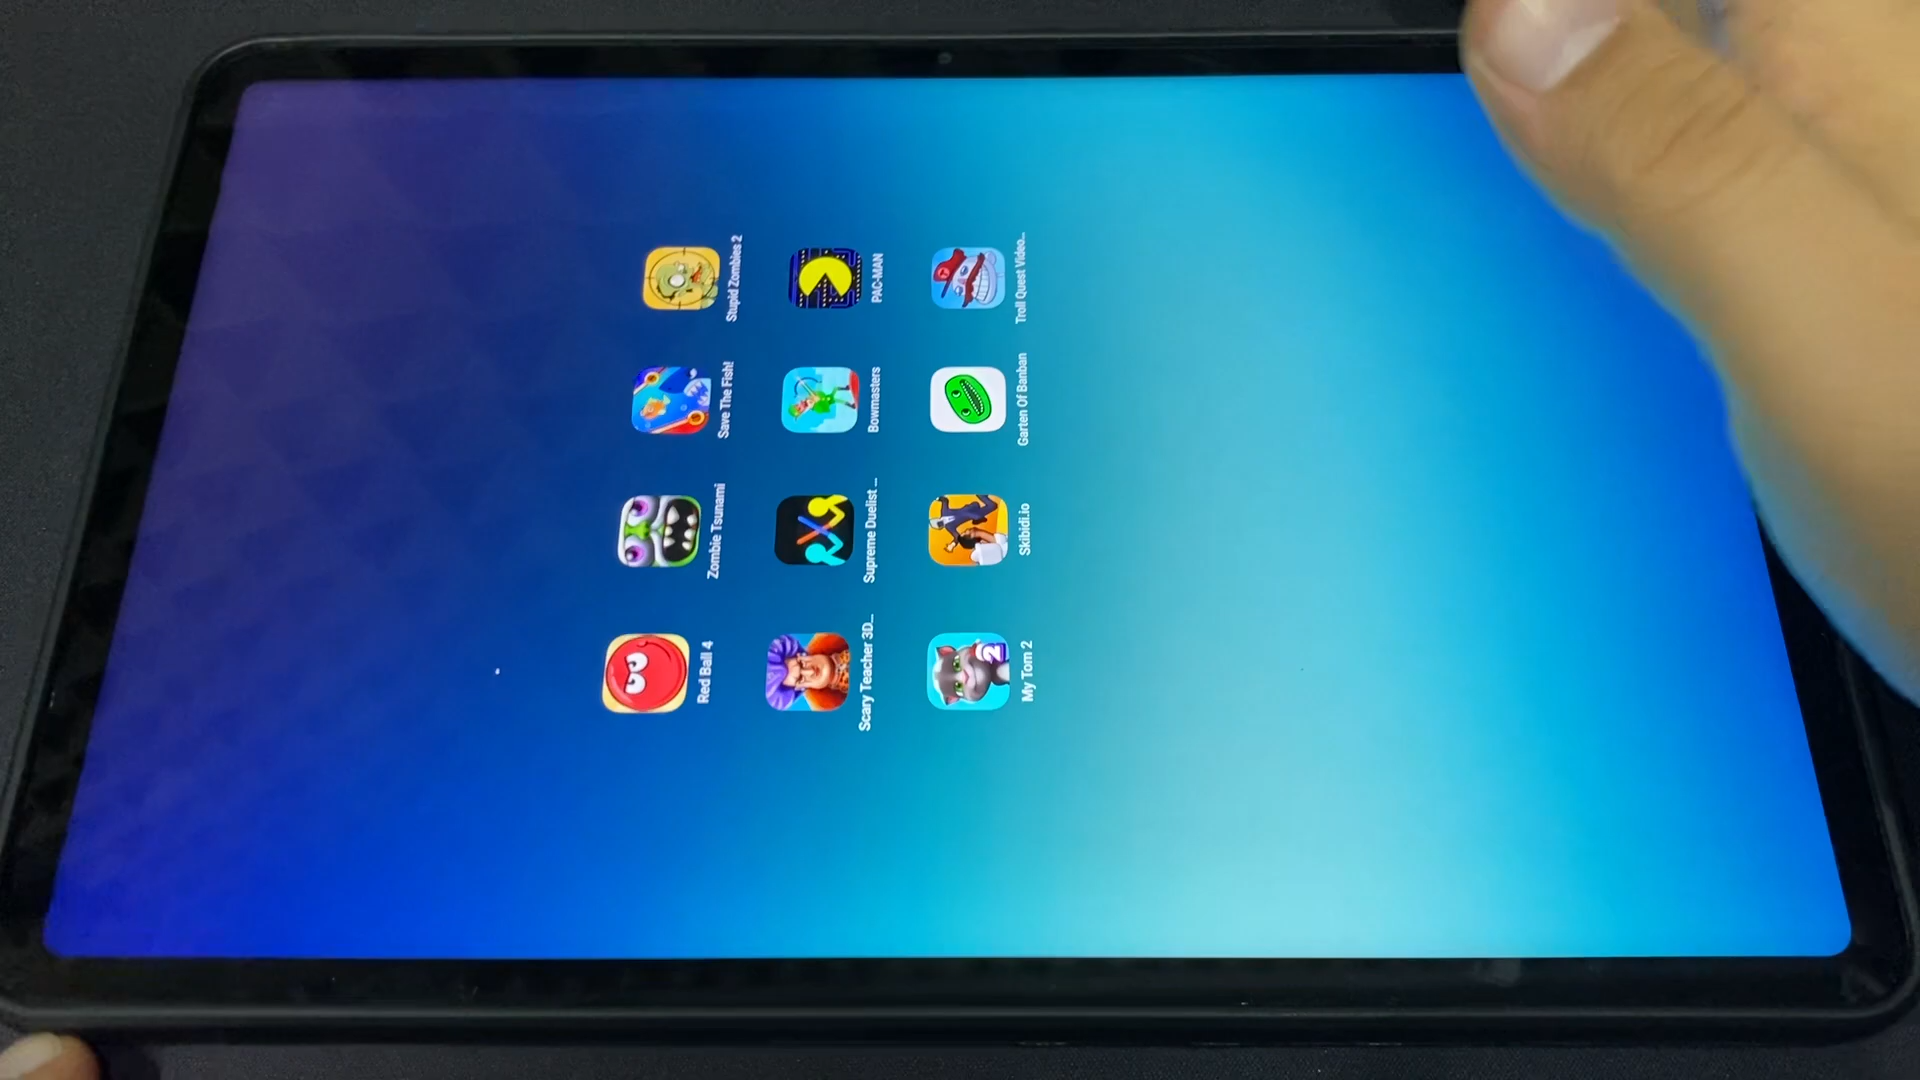 Red Ball 4
Zombie Tsunami
Save The Fish!
Stupid Zombies 2
Scary Teacher 3D...
Supreme Duelist ...
Bowmasters
PAC-MAN
2
My Tom 2
Skibidi.io
Garten Of Banban
Troll Quest Video...